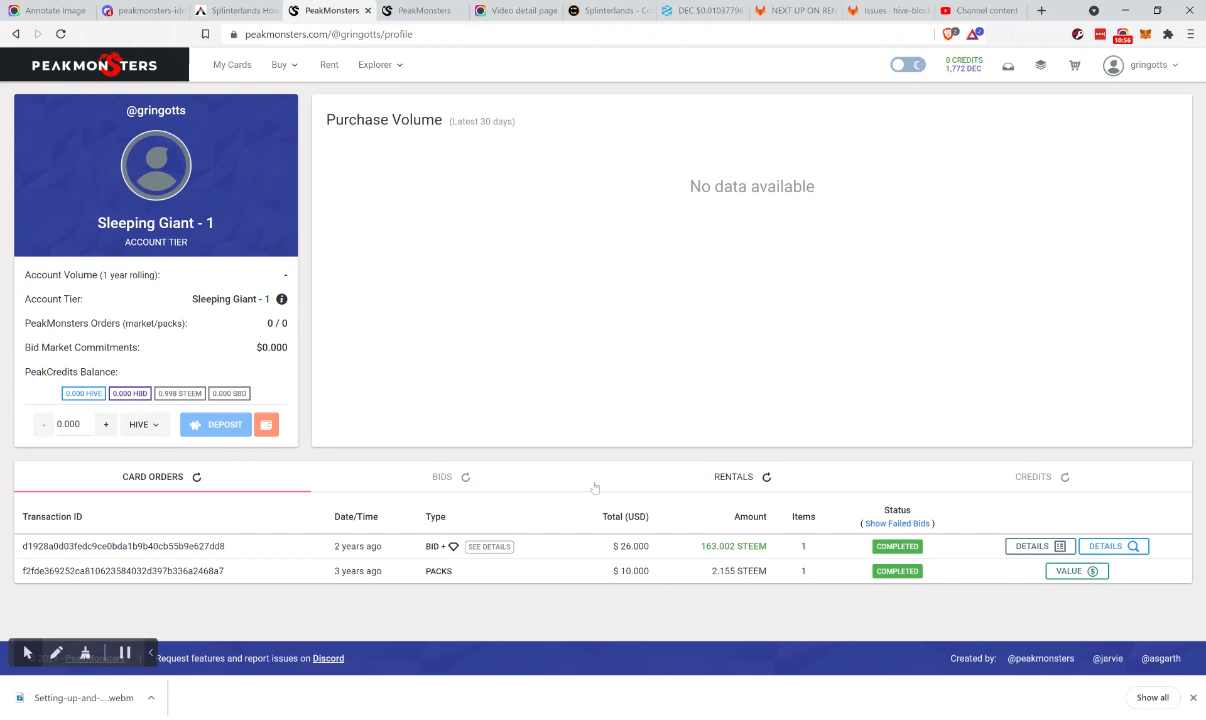 Annotate Image
peakmonsters-ide
Splinterlands How
PeakMonsters
PeakMonsters
Video detail page
Splinterlands - Co
DEC $0.01037796
NEXT UP ON REN
Issues · hive-block
Channel content
peakmonsters.com/@gringotts/profile
10:56
PEAKMONSTERS
My Cards
Buy
Rent
Explorer
0 CREDITS
1,772 DEC
gringotts
@gringotts
Sleeping Giant - 1
ACCOUNT TIER
Account Volume (1 year rolling): -
Account Tier: Sleeping Giant - 1
PeakMonsters Orders (market/packs): 0 / 0
Bid Market Commitments: $0.000
PeakCredits Balance:
0.000 HIVE 0.000 HBD 0.998 STEEM 0.000 SBD
- 0.000 + HIVE DEPOSIT
Purchase Volume (Latest 30 days)
No data available
CARD ORDERS BIDS RENTALS CREDITS
Transaction ID Date/Time Type Total (USD) Amount Items Status
( Show Failed Bids )
d1928a0d03fedc9ce0bda1b9b40cb55b9e627dd8 2 years ago BID + SEE DETAILS $ 26.000 163.002 STEEM 1 COMPLETED DETAILS DETAILS
f2fde369252ca810623584032d397b336a2468a7 3 years ago PACKS $ 10.000 2.155 STEEM 1 COMPLETED VALUE
PeakMonsters Request features and report issues on Discord
Created by: @peakmonsters @jarvie @asgarth
Setting-up-and-....webm
Show all